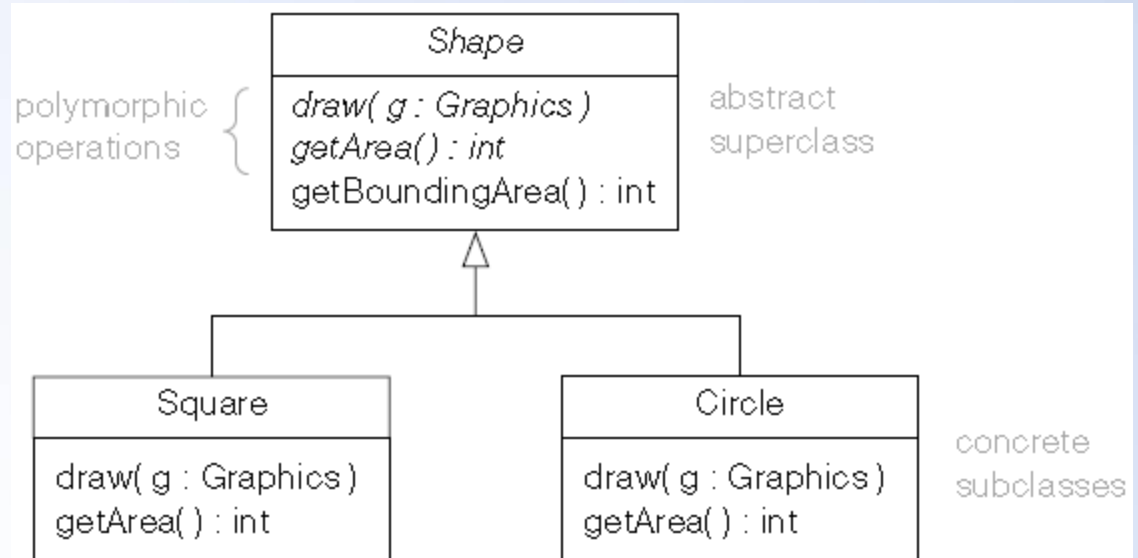 Shape
polymorphic
operations
draw( g : Graphics )
getArea() : int
getBoundingArea( ) : int
abstract
superclass
Square
draw( g : Graphics )
getArea( ) : int
Circle
draw( g : Graphics )
getArea( ) : int
concrete
subclasses